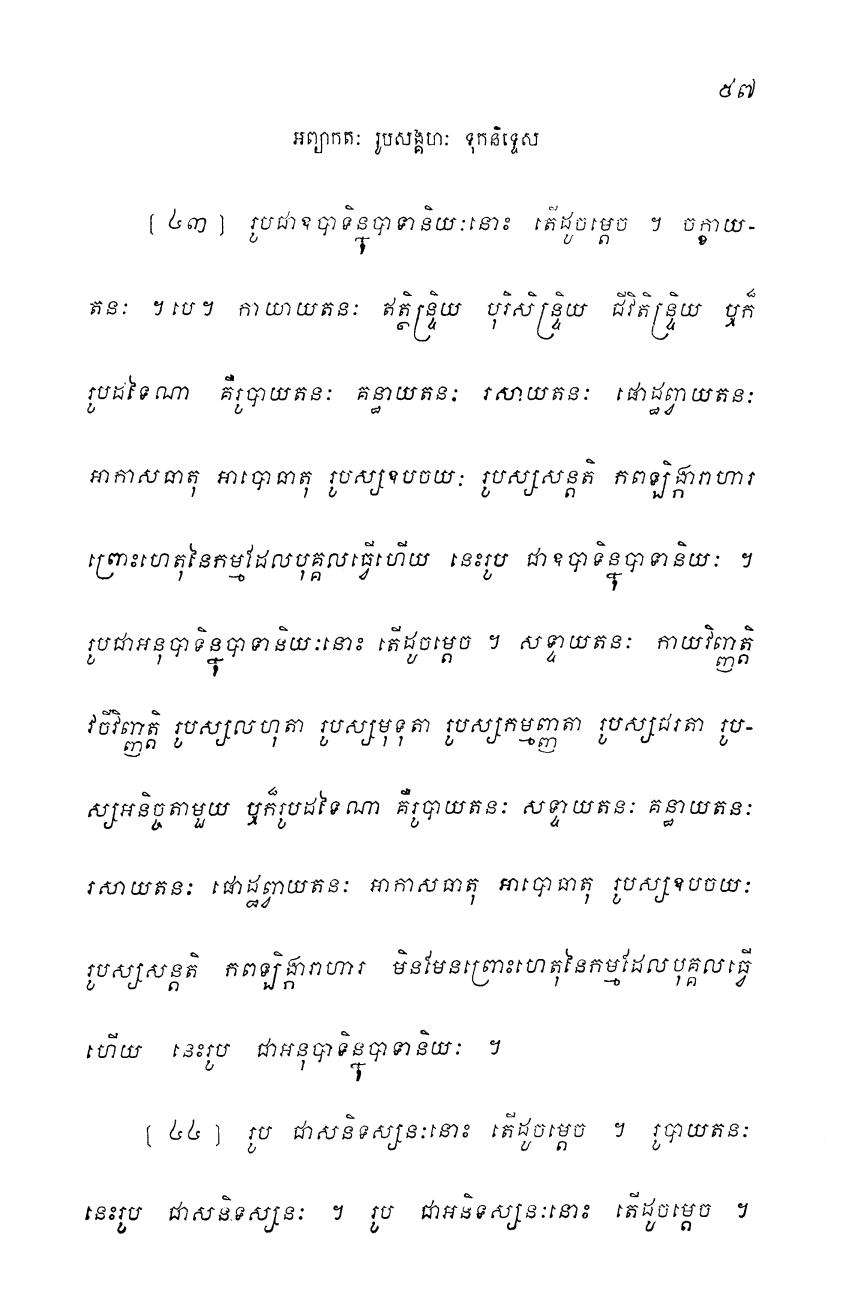 ៥៧
អព្យាកតៈ រូបសង្គហៈ ទុកនិទ្ទេស
[ ៤៣ ] រូបជាឧបាទិន្នុបាទានិយៈនោះ តើដូចម្តេច ។ ចក្ខាយ-
តនៈ ។ បេ។ កាយាយតនៈ ឥត្ថិន្ទ្រិយ បុរិសិន្ទ្រិយ ជីវិតិន្ទ្រិយ ឬក៏
រូបដទៃណា គឺរូបាយតនៈ គន្ធាយតនៈ រសាយតនៈ ផោដ្ឋព្វាយតនៈ
អាកាសធាតុ អាបោធាតុ រូបស្សឧបចយៈ រូបស្សសន្តតិ កពឡិង្ការាហារ
ព្រោះហេតុនៃកម្មដែលបុគ្គលធ្វើហើយ នេះរូប ជាឧបាទិន្នុបាទានិយៈ ។
រូបជាអនុបាទិន្នុបាទានិយៈនោះ តើដូចម្តេច ។ សទ្ទាយតនៈ កាយវិញ្ញត្តិ
វចីវិញ្ញត្តិ រូបស្សលហុតា រូបស្សមុទុតា រូបស្សកម្មញ្ញតា រូបស្សជរតា រូប-
ស្សអនិច្ចតាមួយ ឬក៏រូបដទៃណា គឺរូបាយតនៈ សទ្ទាយតនៈ គន្ធាយតនៈ
រសាយតនៈ ផោដ្ឋព្វាយតនៈ អាកាសធាតុ អាបោធាតុ រូបស្សឧបចយៈ
រូបស្សសន្តតិ កពឡិង្ការាហារ មិនមែនព្រោះហេតុនៃកម្មដែលបុគ្គលធ្វើ
ហើយ នេះរូប ជាអនុបាទិន្នុបាទានិយៈ ។
[ ៤៤ ] រូប ជាសនិទស្សនៈនោះ តើដូចម្តេច ។ រូបាយតនៈ
នេះរូប ជាសនិទស្សនៈ ។ រូប ជាអនិទស្សនៈនោះ តើដូចម្តេច ។